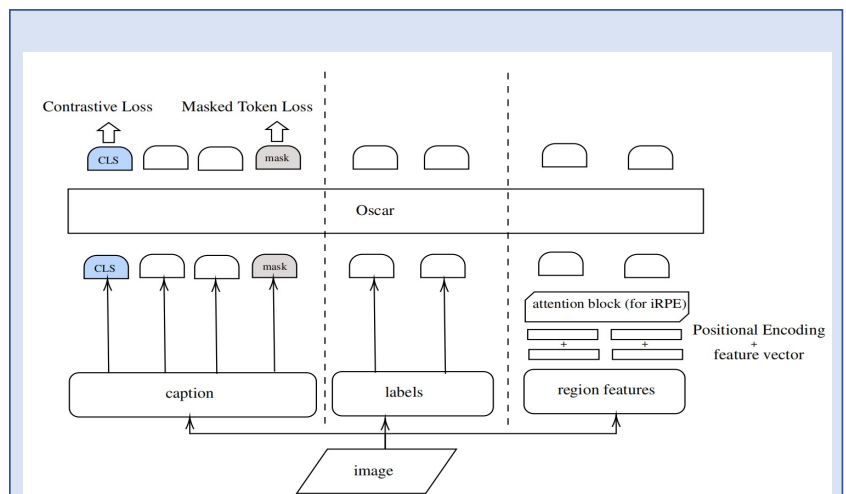 Contrastive Loss Masked Token Loss
CLS mask
Oscar
CLS mask
attention block (for iRPE)
Positional Encoding
+ + +
feature vector
caption labels region features
image